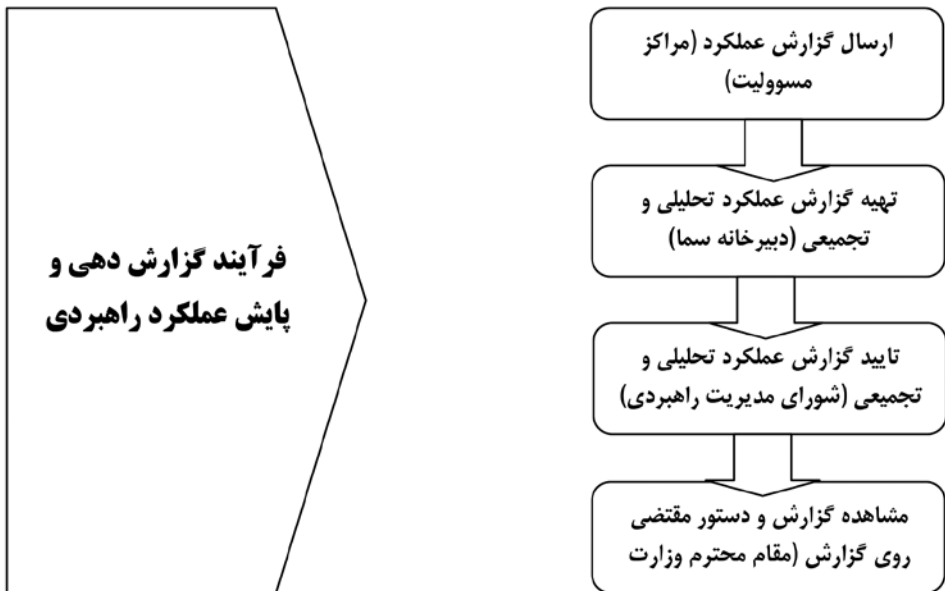 فرآیند گزارش دهی و
پایش عملکرد راهبردی
ارسال گزارش عملکرد (مراکز
مسوولیت)
تهیه گزارش عملکرد تحلیلی و
تجمیعی (دبیرخانه سما)
تایید گزارش عملکرد تحلیلی و
تجمیعی (شورای مدیریت راهبردی)
مشاهده گزارش و دستور مقتضی
روی گزارش (مقام محترم وزارت